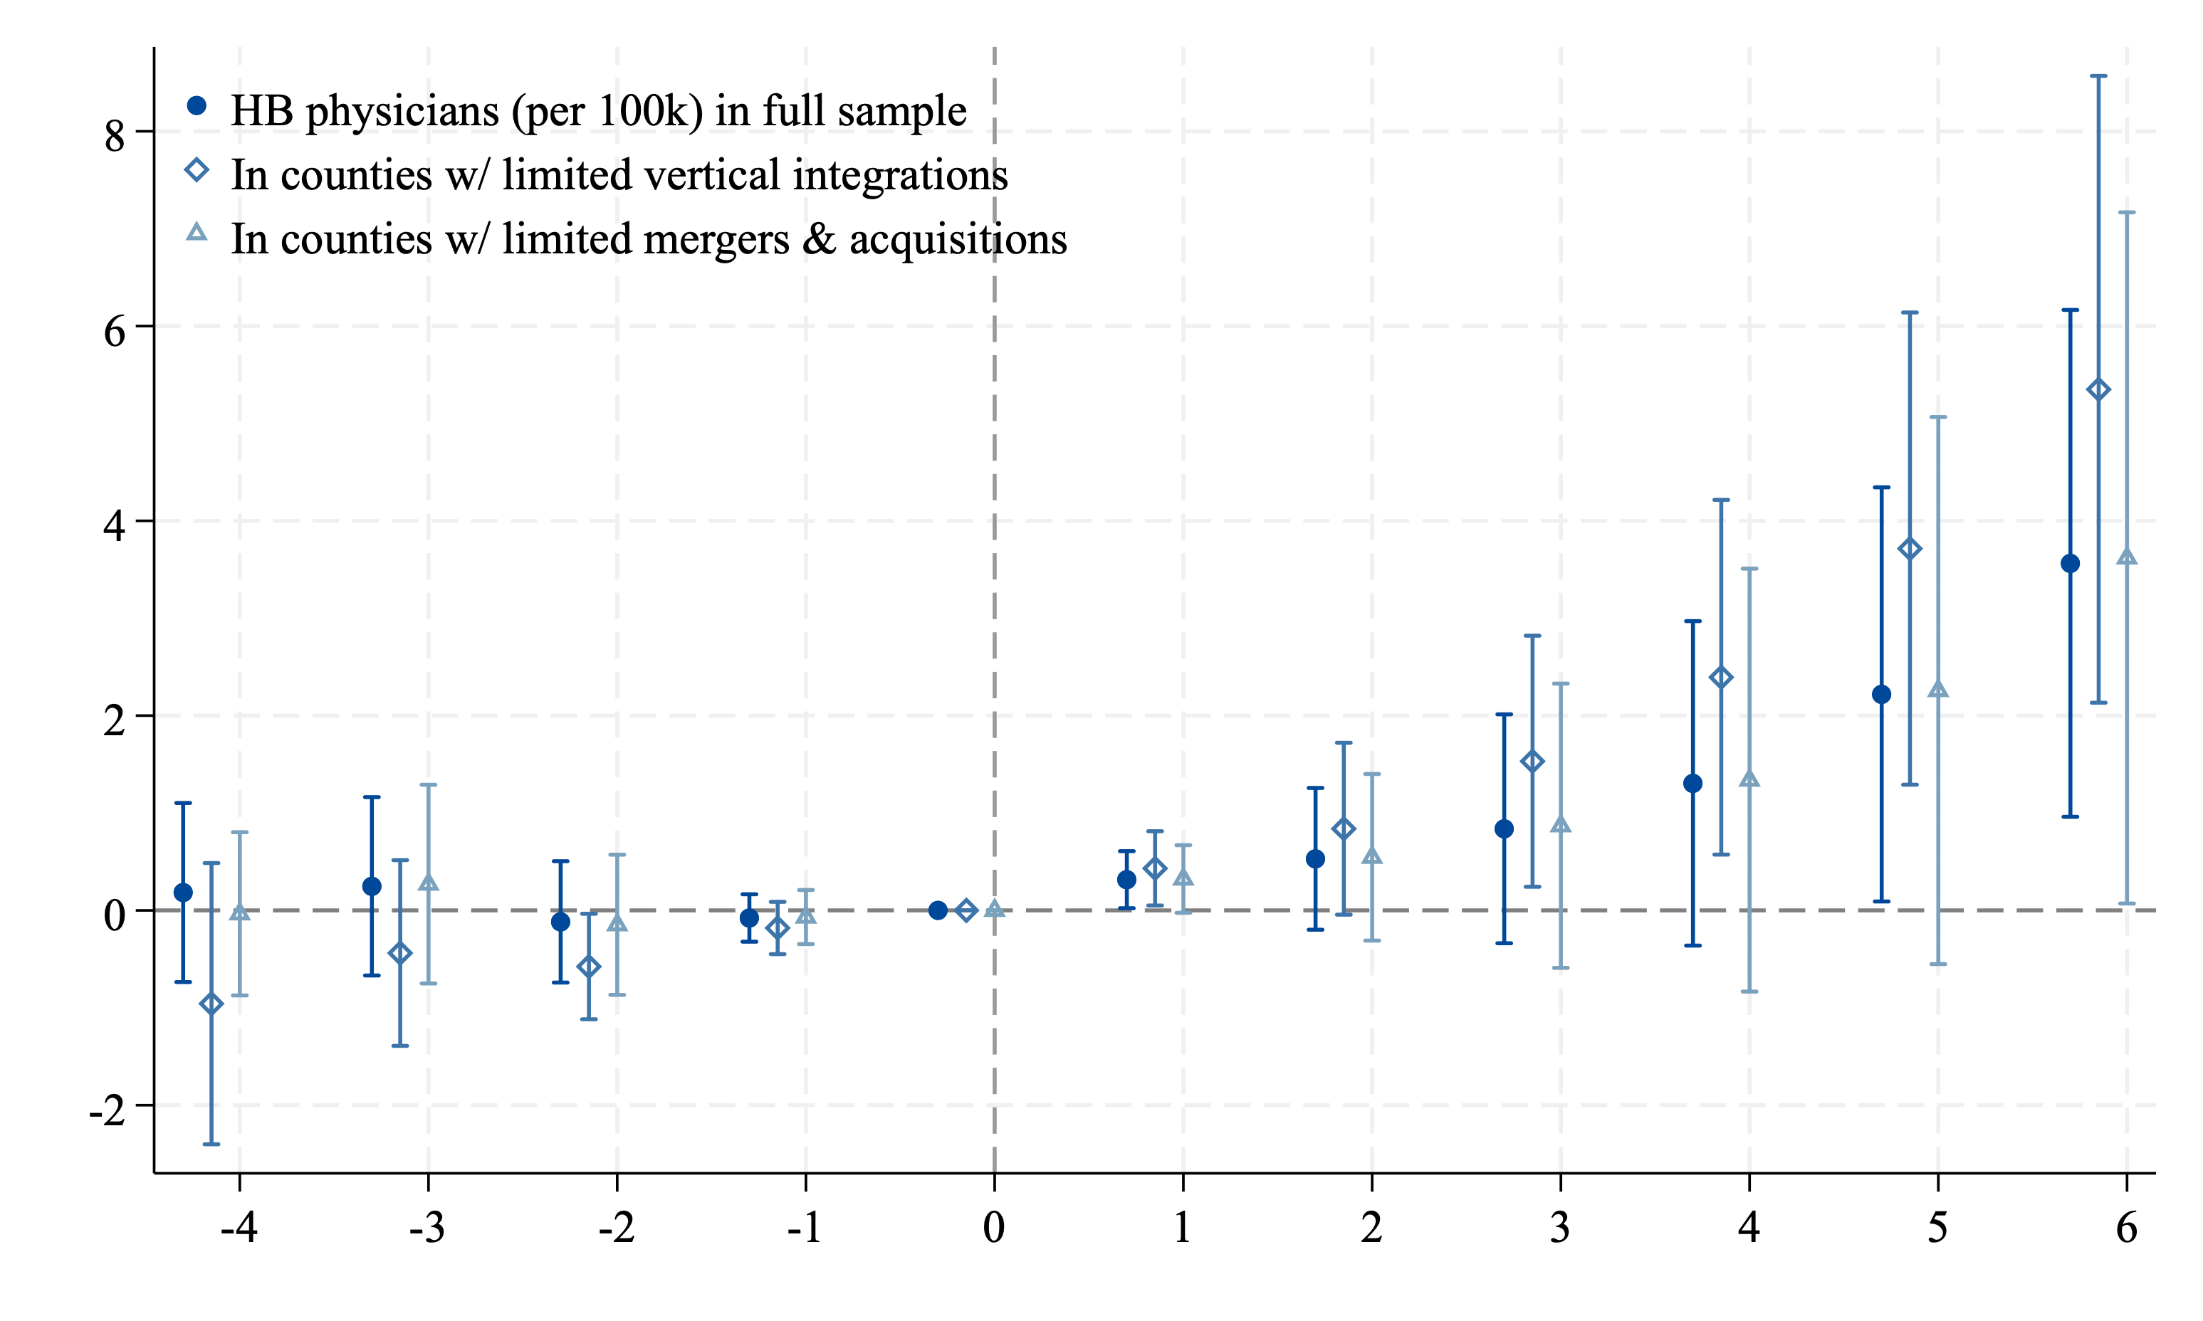 HB physicians (per 100k) in full sample
In counties w/ limited vertical integrations
In counties w/ limited mergers & acquisitions
8
6
4
2
0
-2
-4 -3 -2 -1 0 1 2 3 4 5 6